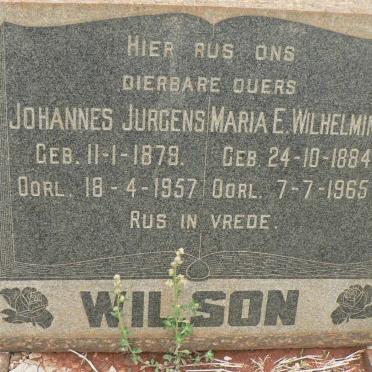 HIER RUS ONS
DIERBARE OUERS
JOHANNES JURGENS MARIA E. WILHELMIN
GEB. 11-1-1879. GEB. 24-10-1884
OORL. 18-4-1957 OORL. 7-7-1965
RUS IN VREDE.
WILSON